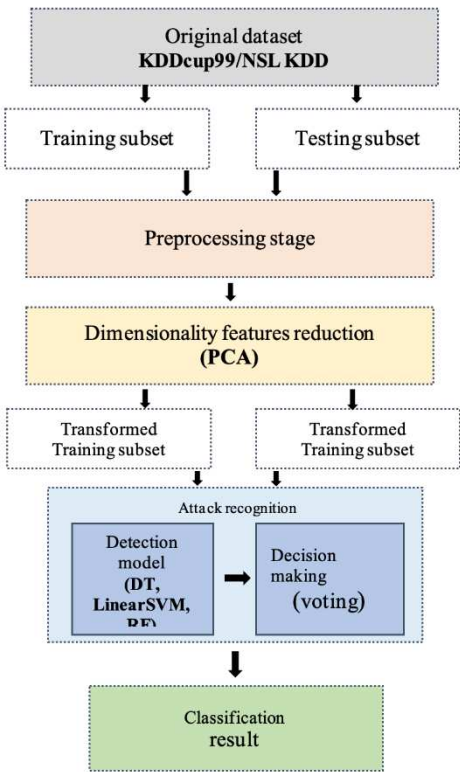 Original dataset
KDDcup99/NSL KDD
Training subset
Testing subset
Preprocessing stage
Dimensionality features reduction
(PCA)
Transformed
Training subset
Transformed
Training subset
Attack recognition
Detection
model
(DT,
LinearSVM,
RF)
Decision
making
(voting)
Classification
result